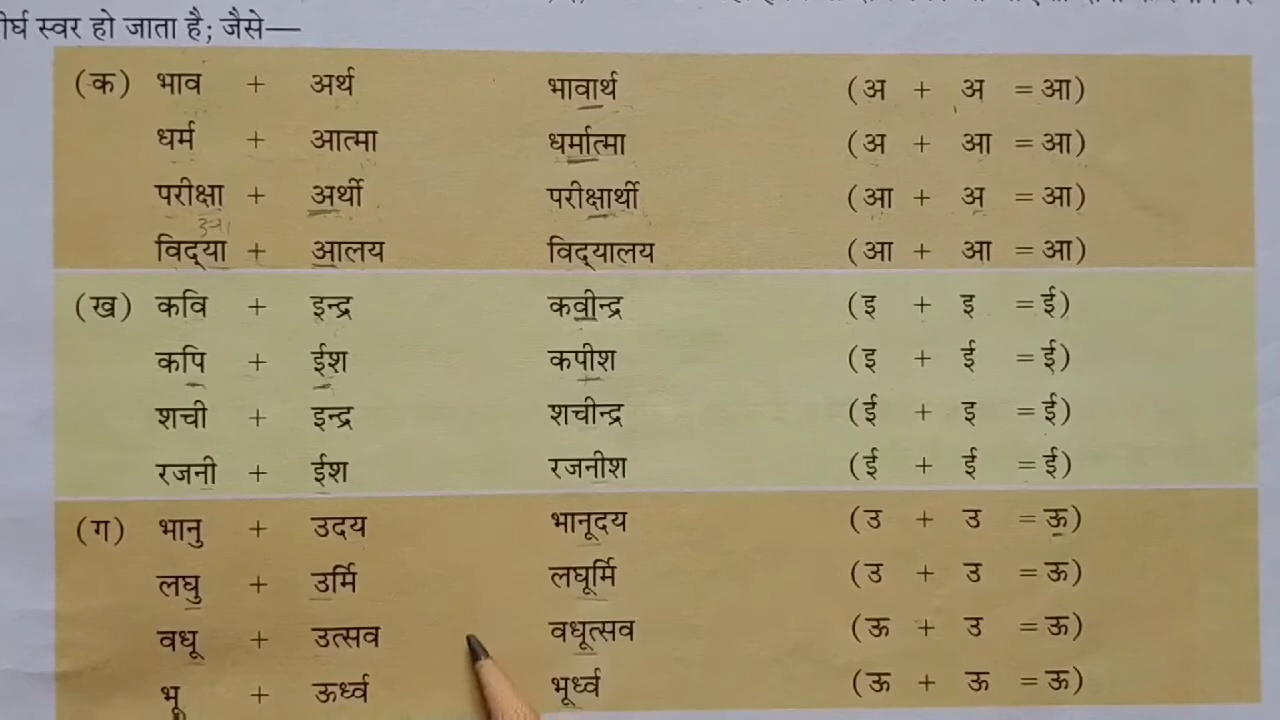 र्घ स्वर हो जाता है; जैसे—
(क) भाव + अर्थ भावार्थ (अ + अ = आ)
धर्म + आत्मा धर्मात्मा (अ + आ = आ)
परीक्षा + अर्थी परीक्षार्थी (आ + अ = आ)
विद्‌या + आलय विद्‌यालय (आ + आ = आ)
(ख) कवि + इन्द्र कवीन्द्र (इ + इ = ई)
कपि + ईश कपीश (इ + ई = ई)
शची + इन्द्र शचीन्द्र (ई + इ = ई)
रजनी + ईश रजनीश (ई + ई = ई)
(ग) भानु + उदय भानूदय (उ + उ = ऊ)
लघु + उर्मि लघूर्मि (उ + उ = ऊ)
वधू + उत्सव वधूत्सव (ऊ + उ = ऊ)
भू + ऊर्ध्व भूर्ध्व (ऊ + ऊ = ऊ)